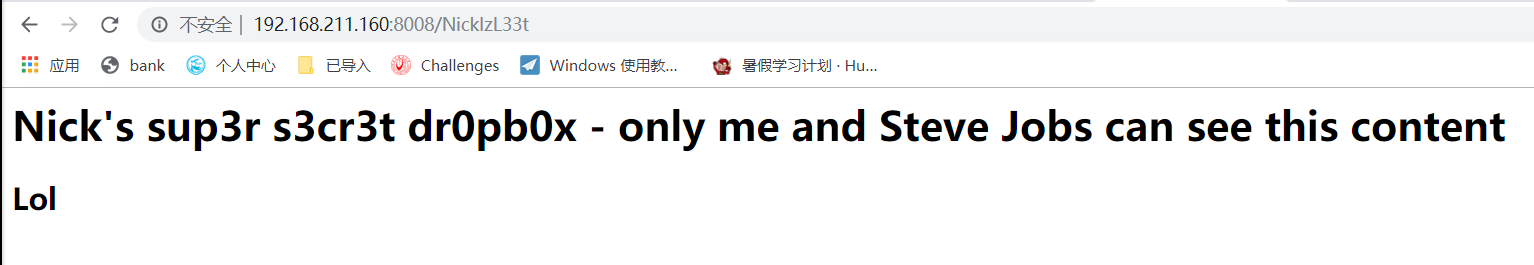 不安全 | 192.168.211.160:8008/NickIzL33t
应用 bank 个人中心 已导入 Challenges Windows 使用教... 暑假学习计划 · Hu...
Nick's sup3r s3cr3t dr0pb0x - only me and Steve Jobs can see this content
Lol